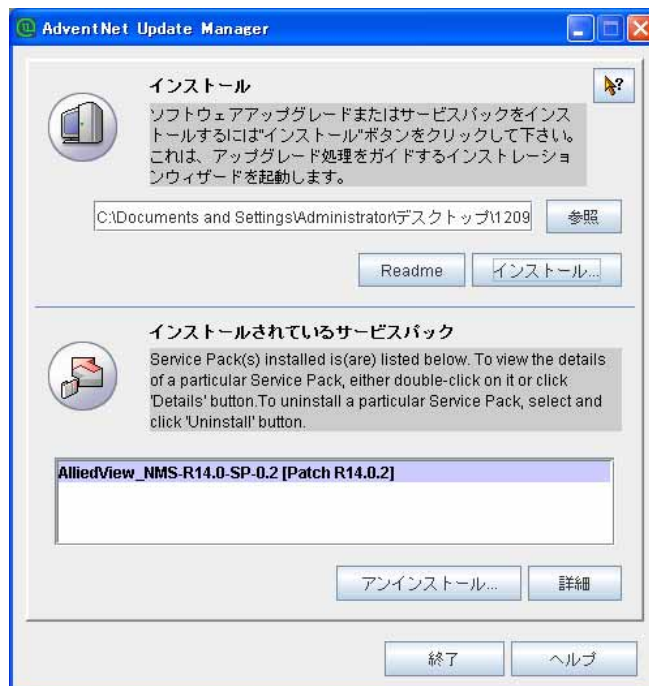 AdventNet Update Manager
インストール
ソフトウェアアップグレードまたはサービスパックをインス
トールするには"インストール"ボタンをクリックして下さい。
これは、アップグレード処理をガイドするインストレーショ
ンウィザードを起動します。
C:\Documents and Settings\Administrator\デスクトップ\1209
参照
Readme
インストール...
インストールされているサービスパック
Service Pack(s) installed is(are) listed below. To view the details
of a particular Service Pack, either double-click on it or click
'Details' button.To uninstall a particular Service Pack, select and
click 'Uninstall' button.
AlliedView_NMS-R14.0-SP-0.2 [Patch R14.0.2]
アンインストール...
詳細
終了
ヘルプ